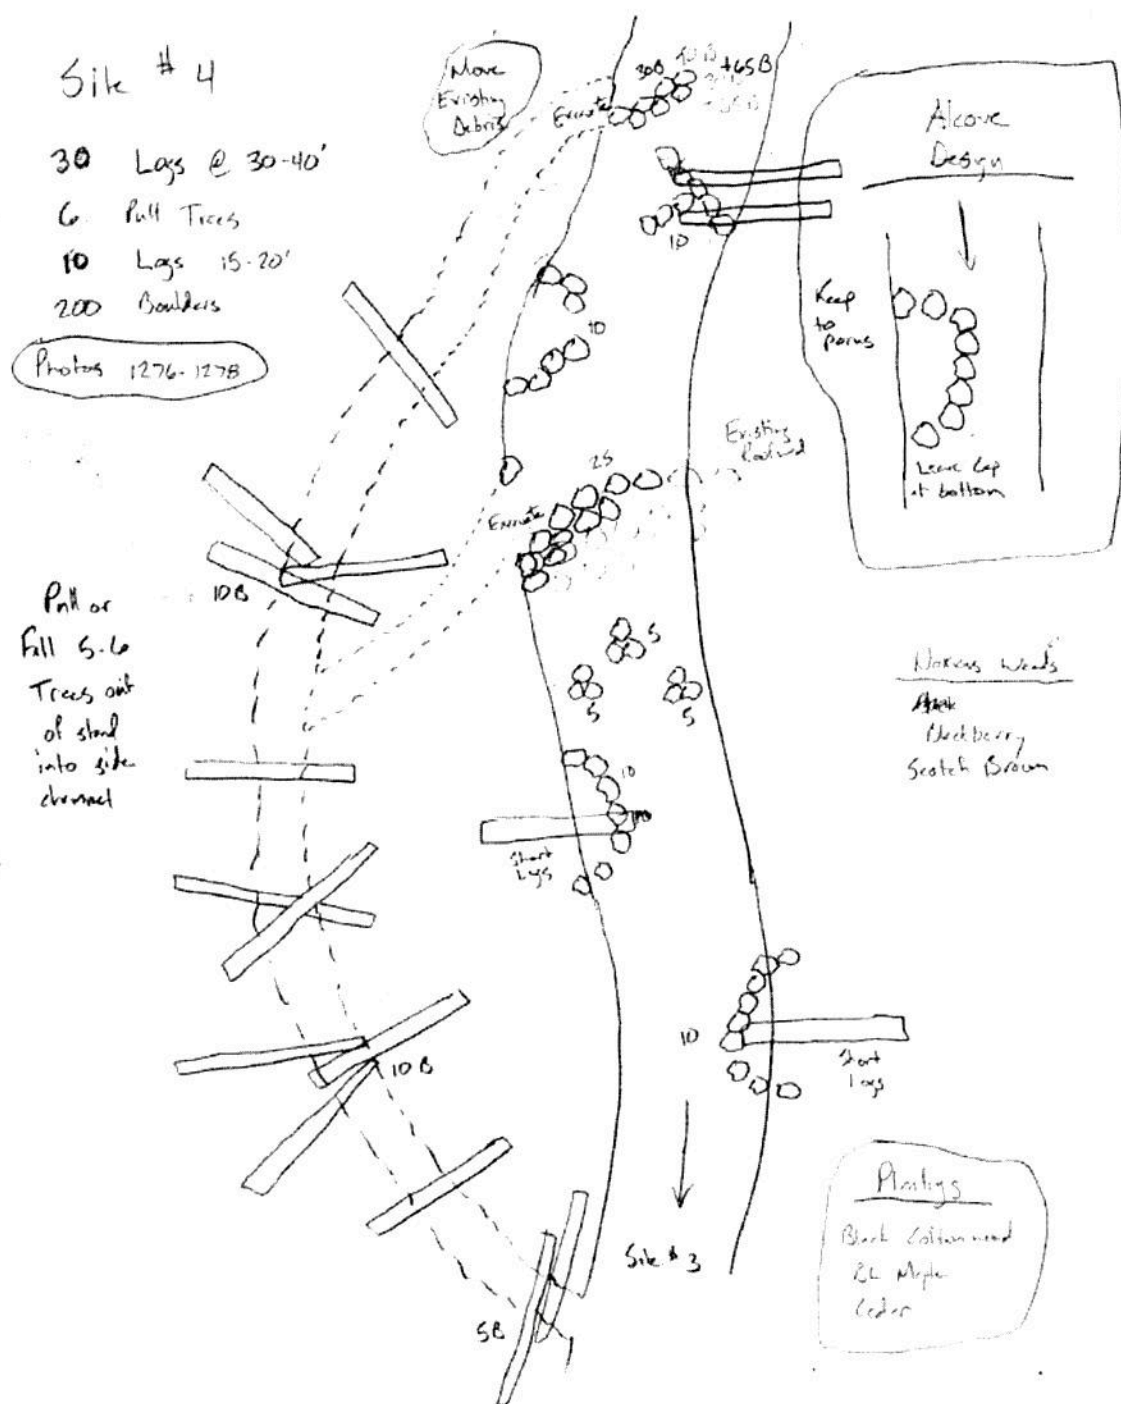 Site # 4
30 Logs @ 30-40'
6 Pull Trees
10 Logs 15-20'
200 Boulders
Photos 1276-1278
Move
Existing
Debris
Excavate
30B
+65B
10
Alcove
Design
Keep
to
porus
Leave Gap
at bottom
10
25
Existing
Excavate
10B
Pull or
Fall 5-6
Trees out
of stand
into side
channel
5
5
5
Noxious Weeds
Blackberry
Scotch Brown
10
Short
Logs
10
Short
Logs
10B
Site # 3
5B
Plantings
Black Cottonwood
BL Maple
Cedar